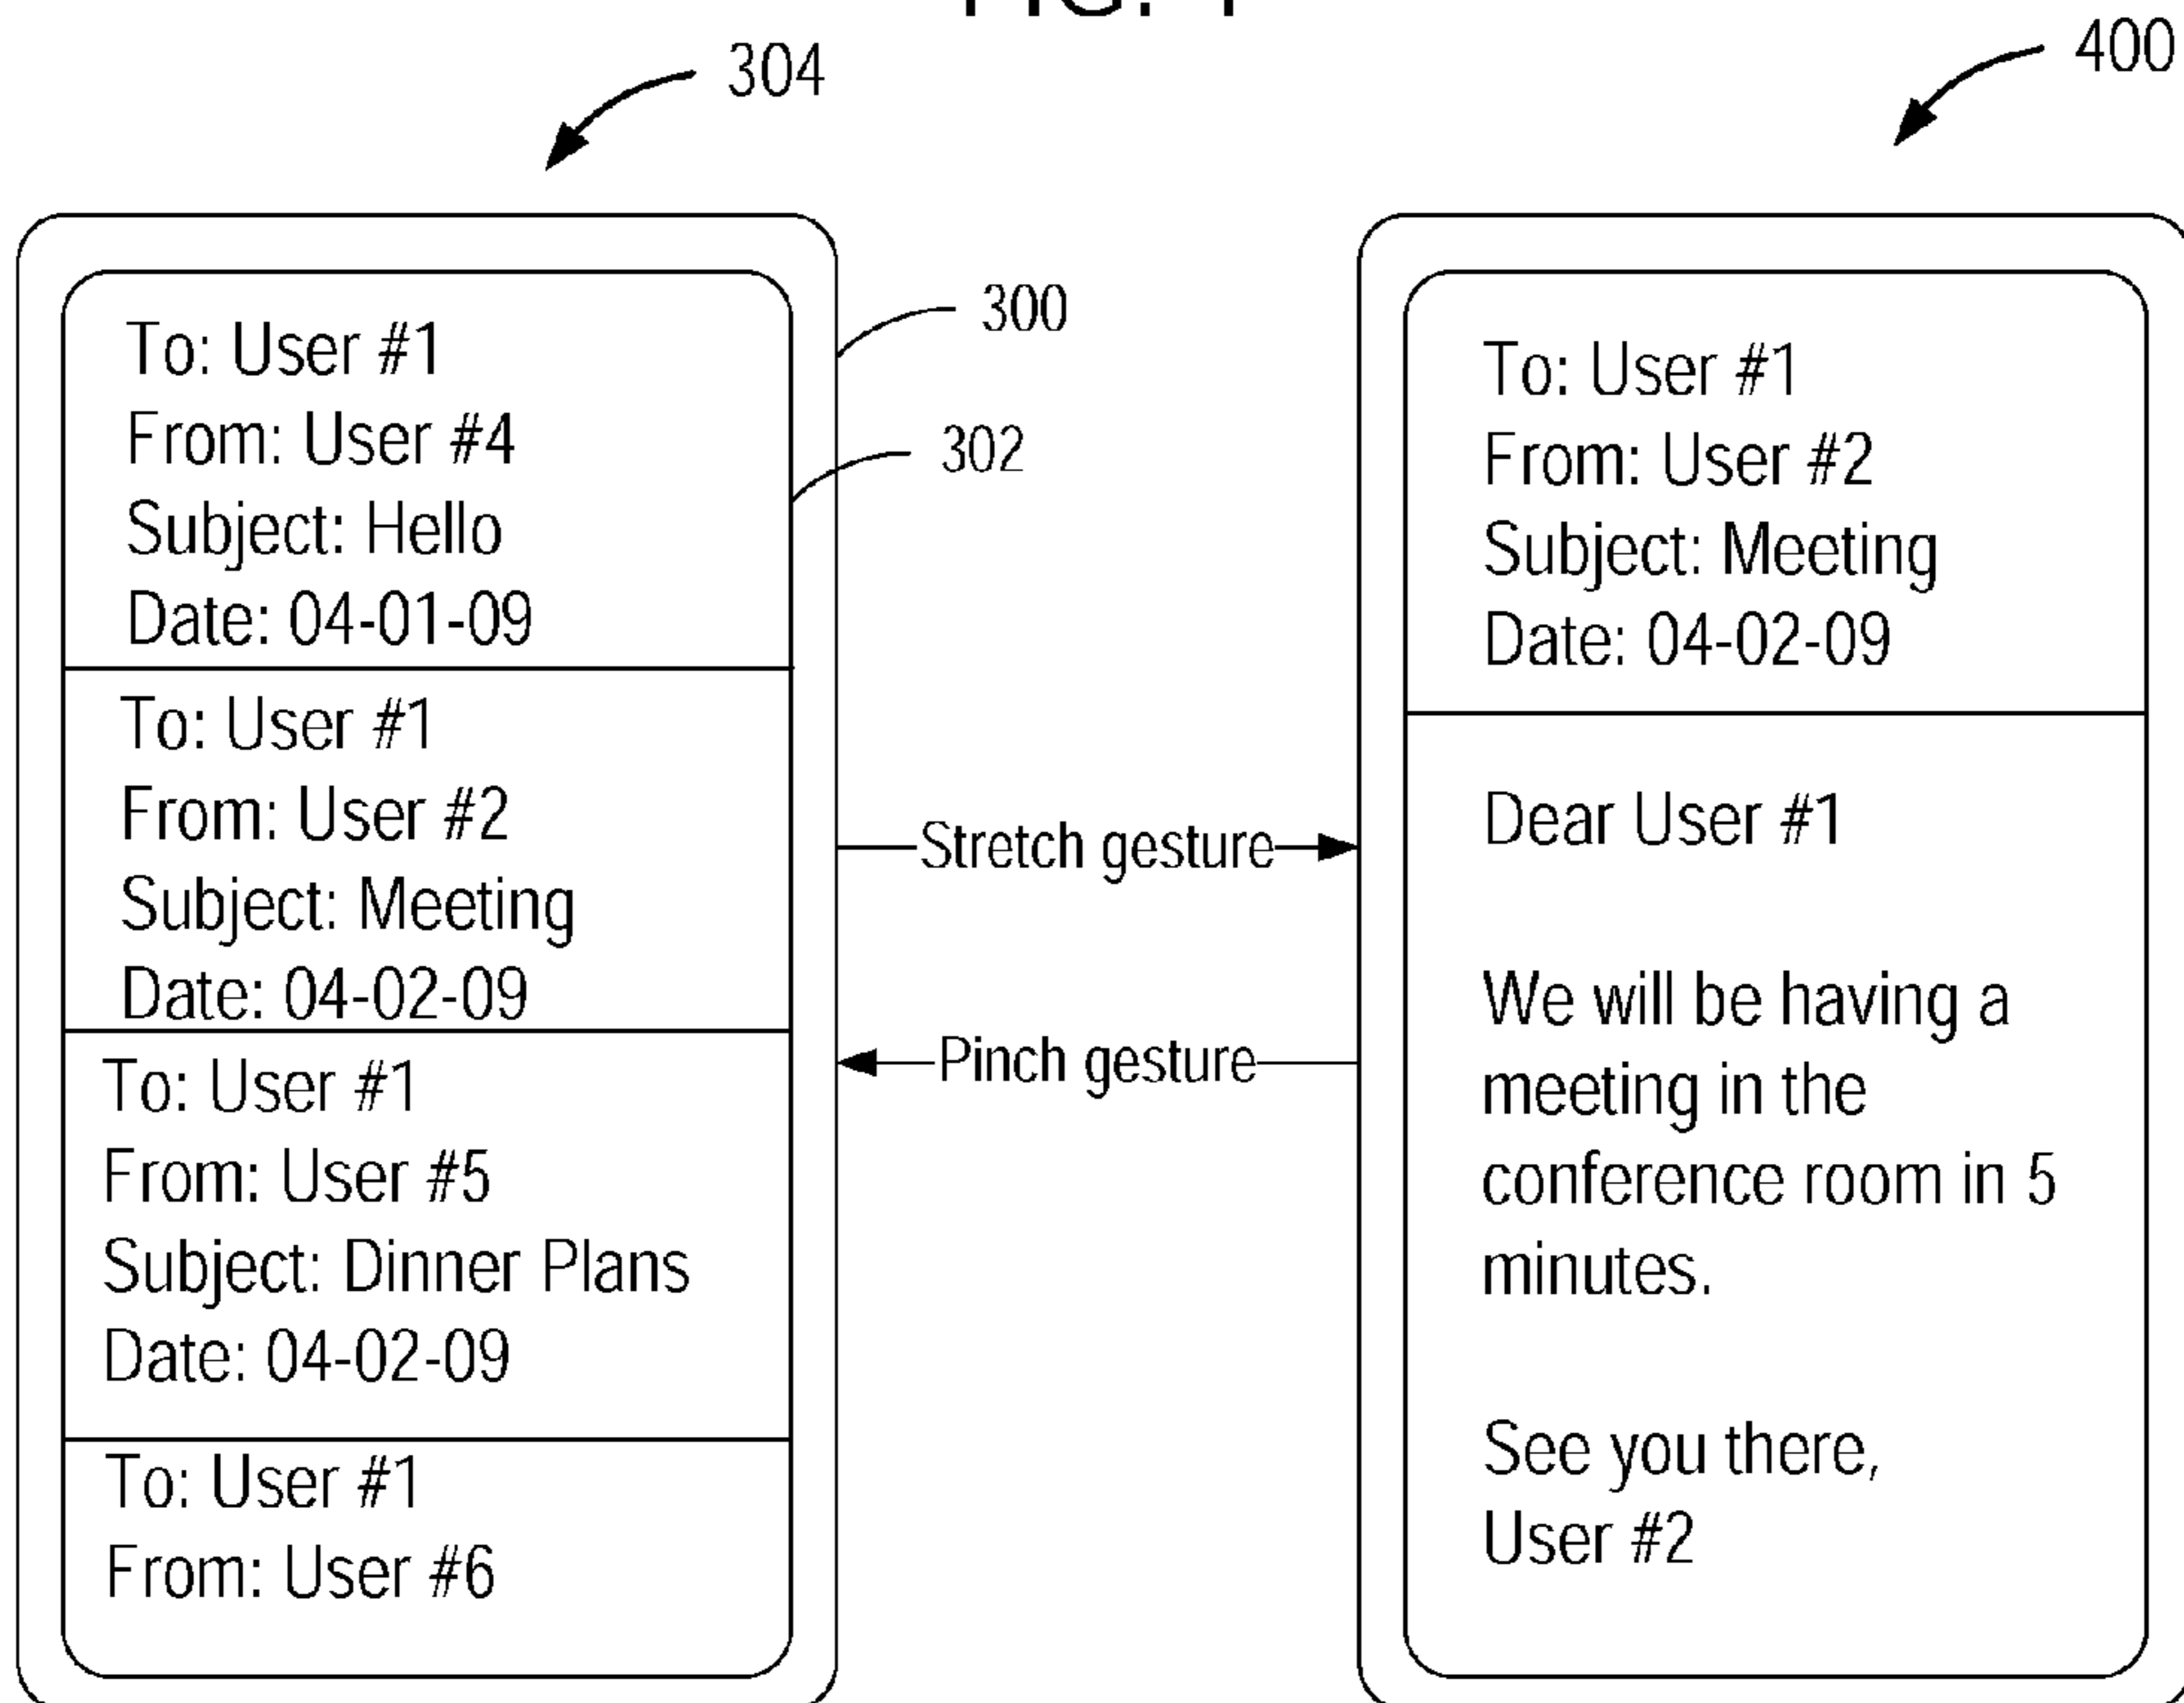 FIG. 4
304
400
300
302
To: User #1
From: User #4
Subject: Hello
Date: 04-01-09
To: User #1
From: User #2
Subject: Meeting
Date: 04-02-09
To: User #1
From: User #5
Subject: Dinner Plans
Date: 04-02-09
To: User #1
From: User #6
Stretch gesture
Pinch gesture
To: User #1
From: User #2
Subject: Meeting
Date: 04-02-09
Dear User #1
We will be having a
meeting in the
conference room in 5
minutes.
See you there,
User #2